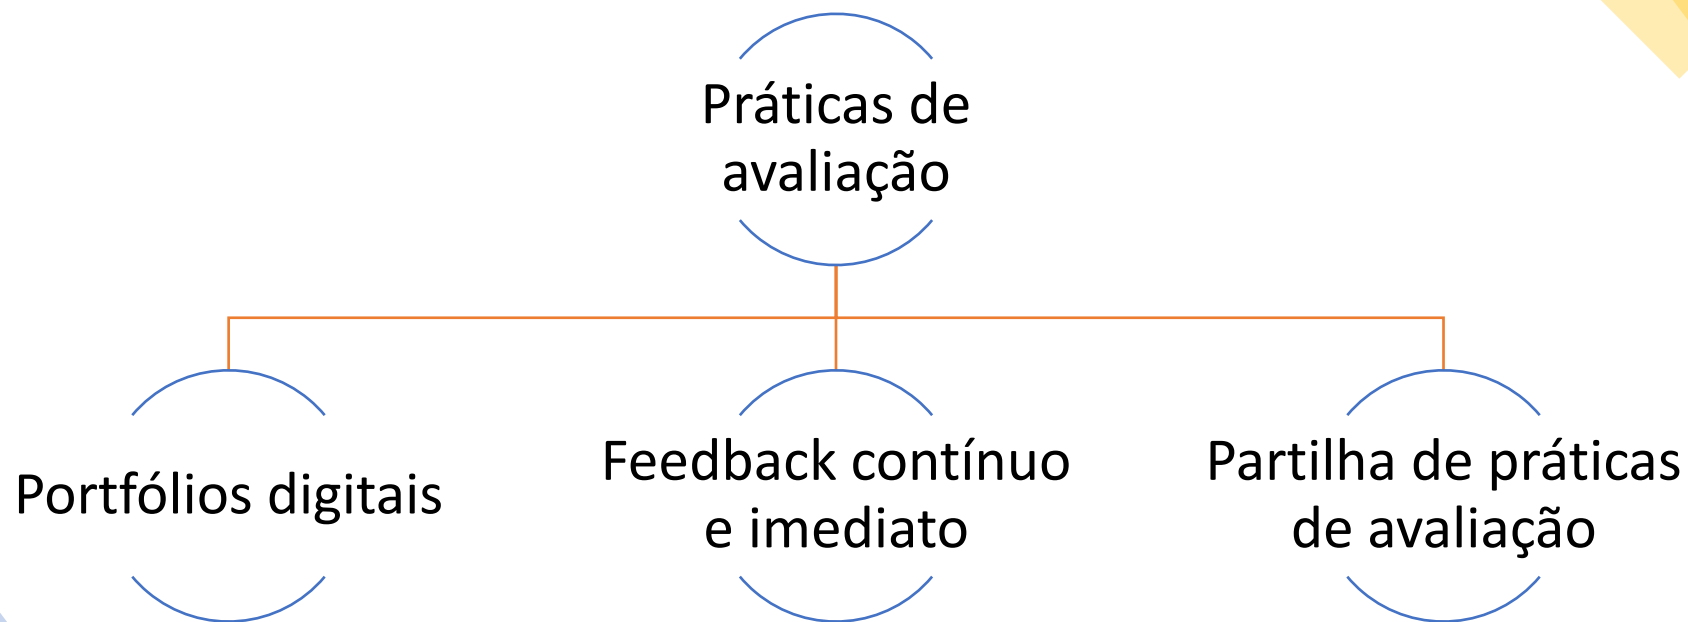 Práticas de
avaliação
Portfólios digitais
Feedback contínuo
e imediato
Partilha de práticas
de avaliação